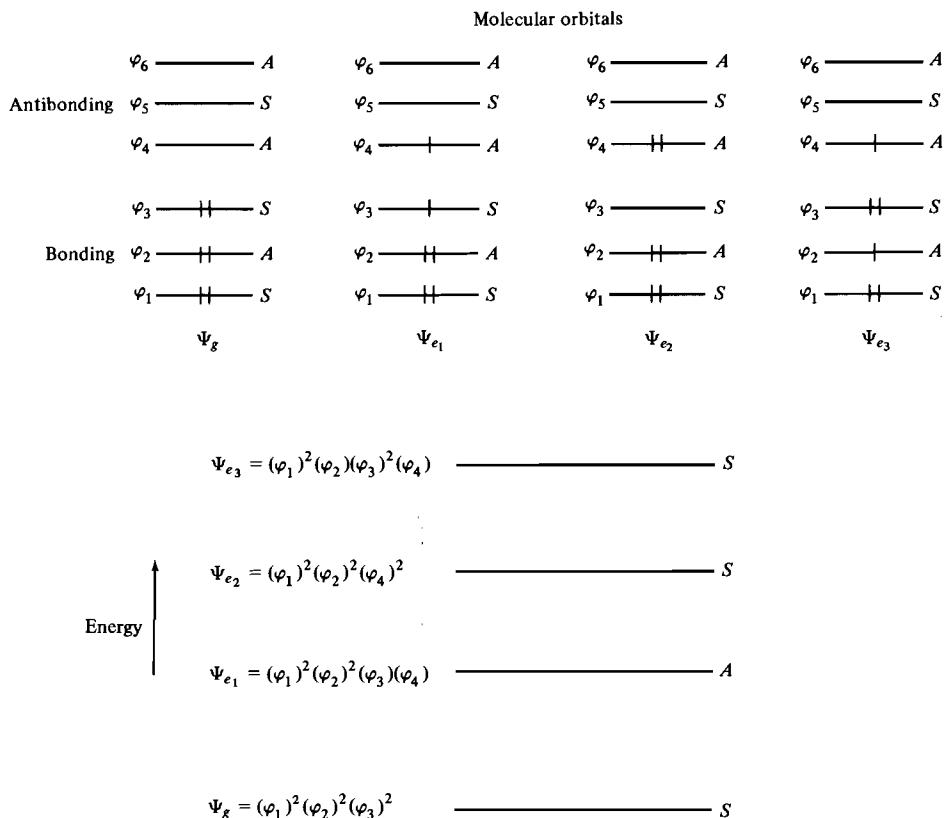 Molecular orbitals
φ₆ A φ₆ A φ₆ A φ₆ A
Antibonding φ₅ S φ₅ S φ₅ S φ₅ S
φ₄ A φ₄ A φ₄ A φ₄ A
φ₃ S φ₃ S φ₃ S φ₃ S
Bonding φ₂ A φ₂ A φ₂ A φ₂ A
φ₁ S φ₁ S φ₁ S φ₁ S
Ψg Ψe₁ Ψe₂ Ψe₃
Ψe₃ = (φ₁)²(φ₂)(φ₃)²(φ₄) S
Ψe₂ = (φ₁)²(φ₂)²(φ₄)² S
Energy
Ψe₁ = (φ₁)²(φ₂)²(φ₃)(φ₄) A
Ψg = (φ₁)²(φ₂)²(φ₃)² S